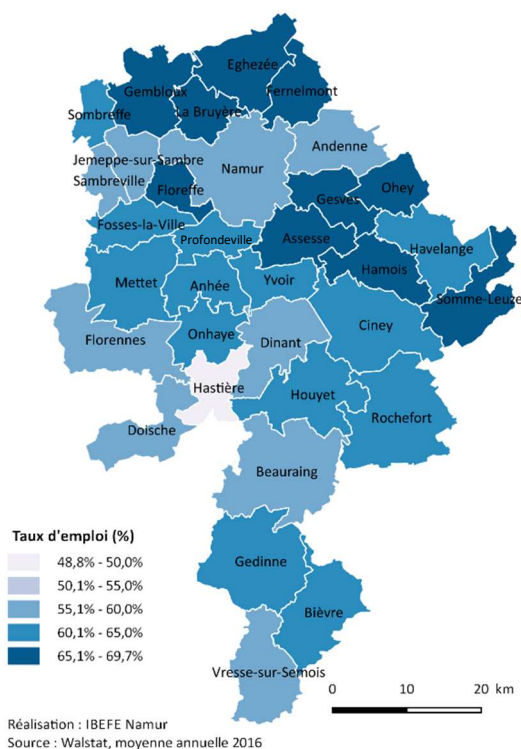 Eghezée
Gembloux
Fernelmont
La Bruyère
Sombreffe
Andenne
Jemeppe-sur-Sambre
Namur
Sambreville
Floreffe
Ohey
Gesves
Fosses-la-Ville
Profondeville
Assesse
Havelange
Hamois
Mettet
Anhée
Yvoir
Somme-Leuze
Ciney
Florennes
Onhaye
Dinant
Hastière
Houyet
Rochefort
Doische
Beauraing
Taux d'emploi (%)
48,8% - 50,0%
50,1% - 55,0%
55,1% - 60,0%
60,1% - 65,0%
65,1% - 69,7%
Gedinne
Bièvre
Vresse-sur-Semois
0 10 20 km
Réalisation : IBEFE Namur
Source : Walstat, moyenne annuelle 2016